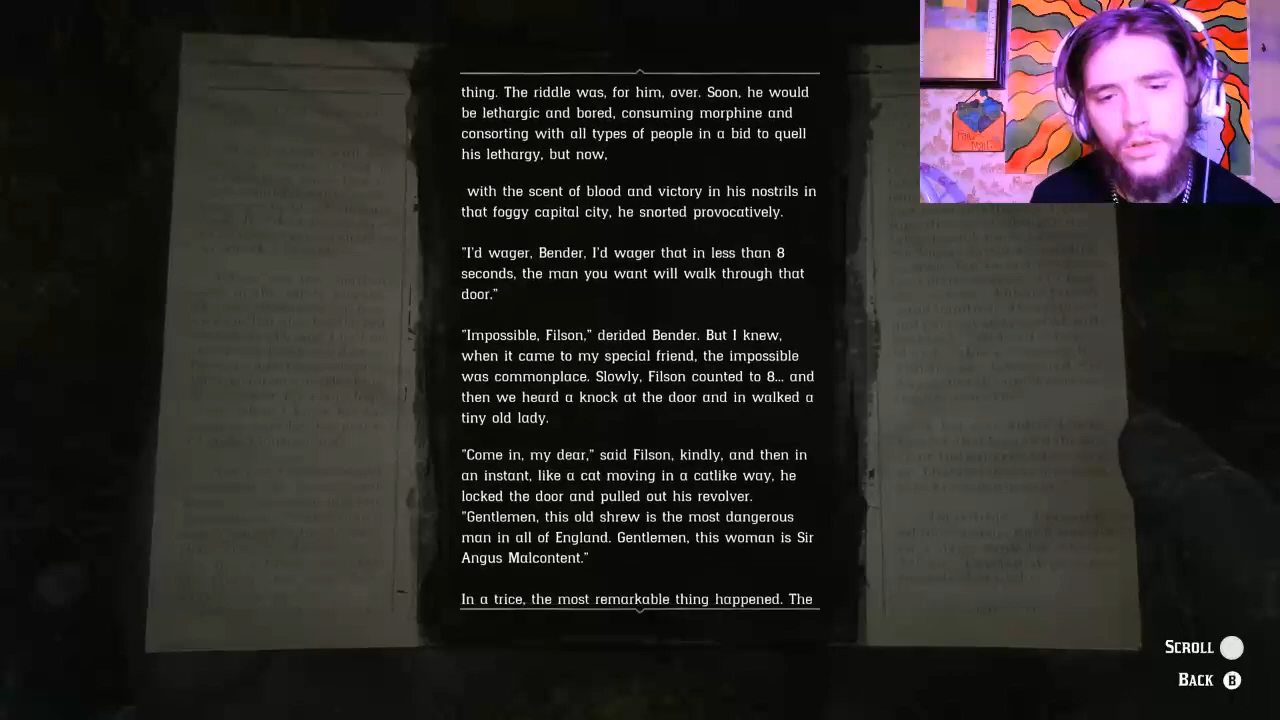 thing. The riddle was, for him, over. Soon, he would
be lethargic and bored, consuming morphine and
consorting with all types of people in a bid to quell
his lethargy, but now,
with the scent of blood and victory in his nostrils in
that foggy capital city, he snorted provocatively.
"I'd wager, Bender, I'd wager that in less than 8
seconds, the man you want will walk through that
door."
"Impossible, Filson," derided Bender. But I knew,
when it came to my special friend, the impossible
was commonplace. Slowly, Filson counted to 8... and
then we heard a knock at the door and in walked a
tiny old lady.
"Come in, my dear," said Filson, kindly, and then in
an instant, like a cat moving in a catlike way, he
locked the door and pulled out his revolver.
"Gentlemen, this old shrew is the most dangerous
man in all of England. Gentlemen, this woman is Sir
Angus Malcontent."
In a trice, the most remarkable thing happened. The
SCROLL
BACK B